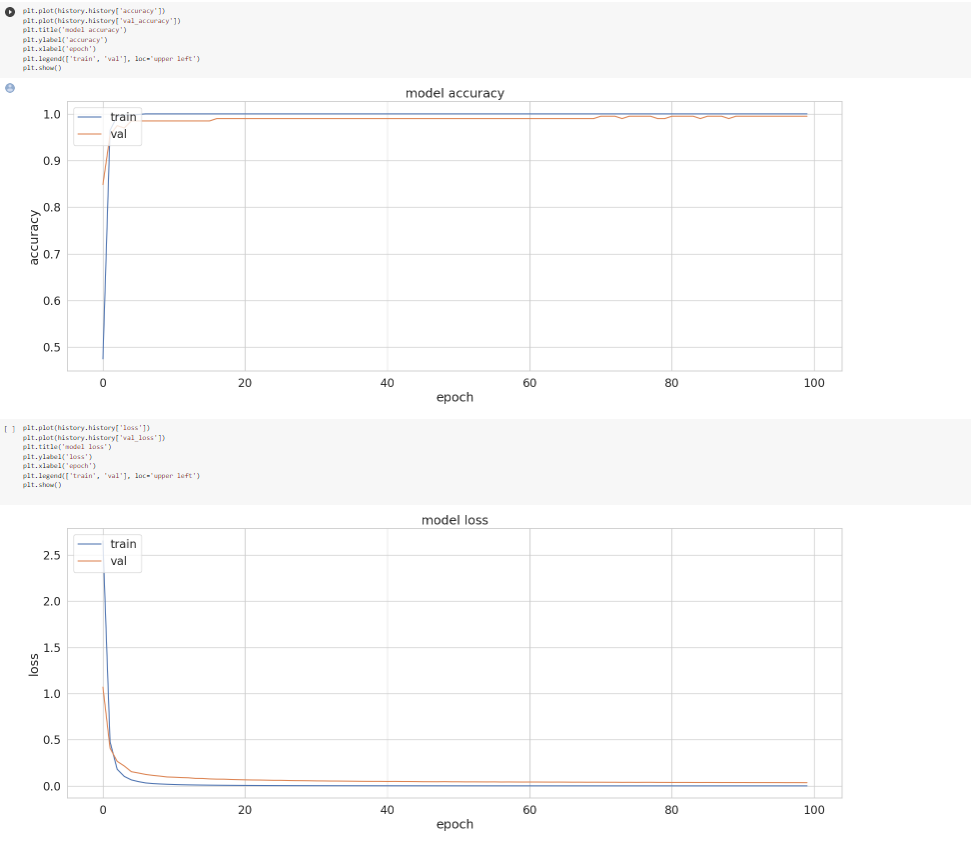 plt.plot(history.history['accuracy'])
plt.plot(history.history['val_accuracy'])
plt.title('model accuracy')
plt.ylabel('accuracy')
plt.xlabel('epoch')
plt.legend(['train', 'val'], loc='upper left')
plt.show()
model accuracy
train
val
1.0
0.9
0.8
0.7
0.6
0.5
accuracy
0 20 40 60 80 100
epoch
[ ] plt.plot(history.history['loss'])
plt.plot(history.history['val_loss'])
plt.title('model loss')
plt.ylabel('loss')
plt.xlabel('epoch')
plt.legend(['train', 'val'], loc='upper left')
plt.show()
model loss
train
val
2.5
2.0
1.5
1.0
0.5
0.0
loss
0 20 40 60 80 100
epoch